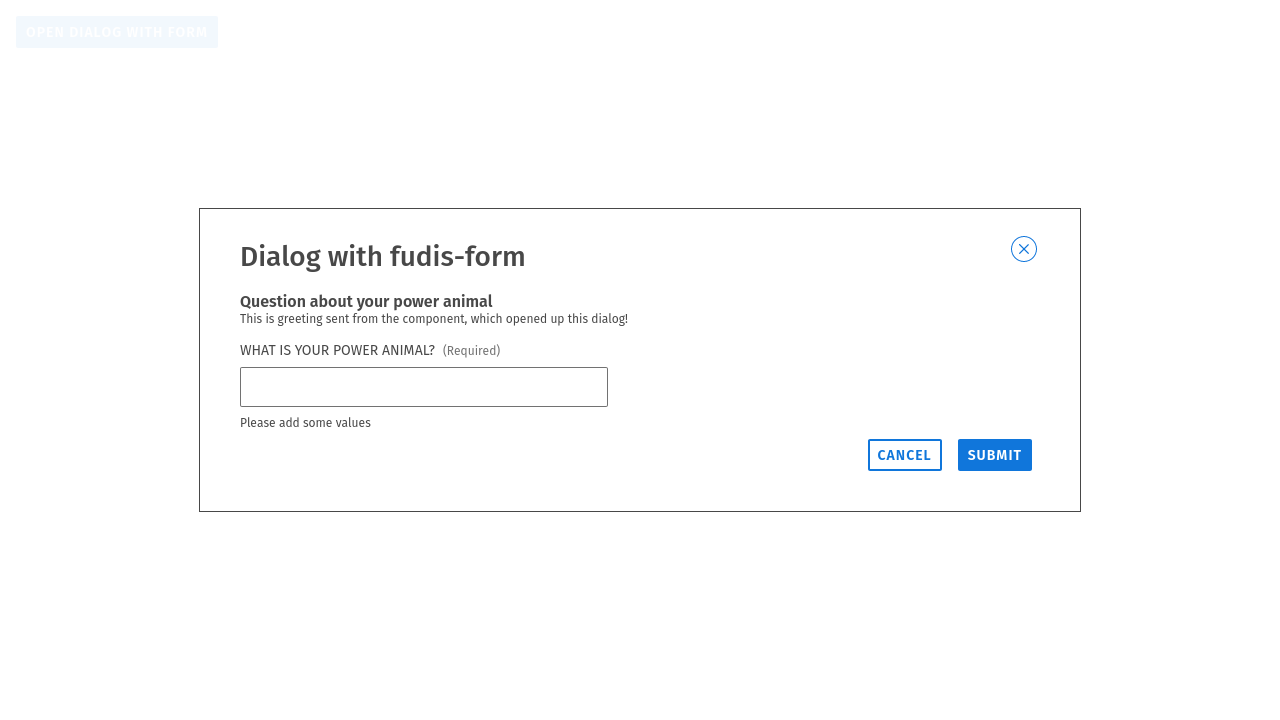 OPEN DIALOG WITH FORM
Dialog with fudis-form
Question about your power animal
This is greeting sent from the component, which opened up this dialog!
WHAT IS YOUR POWER ANIMAL? (Required)
Please add some values
CANCEL SUBMIT